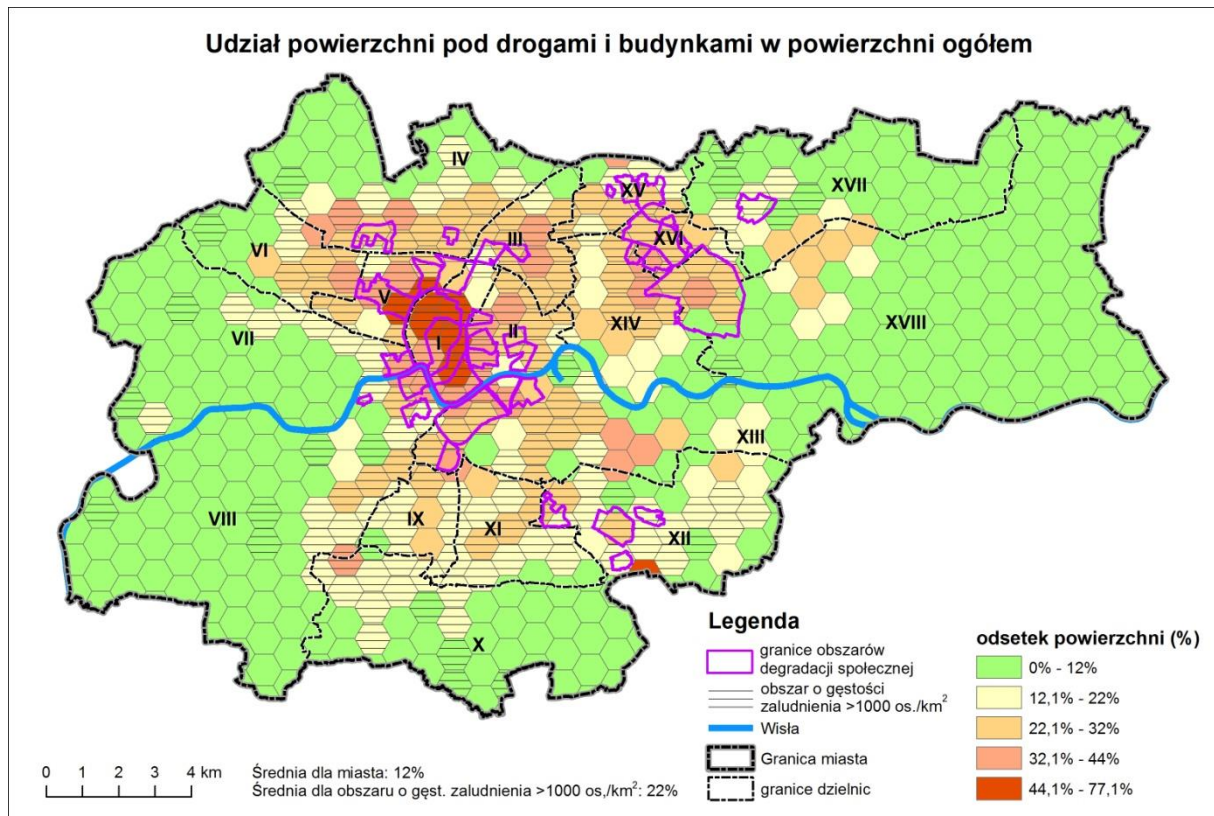 Udział powierzchni pod drogami i budynkami w powierzchni ogółem
IV
XVII
XV
VI
III
XVI
V
XVIII
VII
I
II
XIV
XIII
VIII
IX
XI
XII
X
Legenda
granice obszarów
degradacji społecznej
obszar o gęstości
zaludnienia >1000 os./km²
Wisła
Granica miasta
granice dzielnic
odsetek powierzchni (%)
0% - 12%
12,1% - 22%
22,1% - 32%
32,1% - 44%
44,1% - 77,1%
0 1 2 3 4 km
Średnia dla miasta: 12%
Średnia dla obszaru o gęst. zaludnienia >1000 os,/km²: 22%